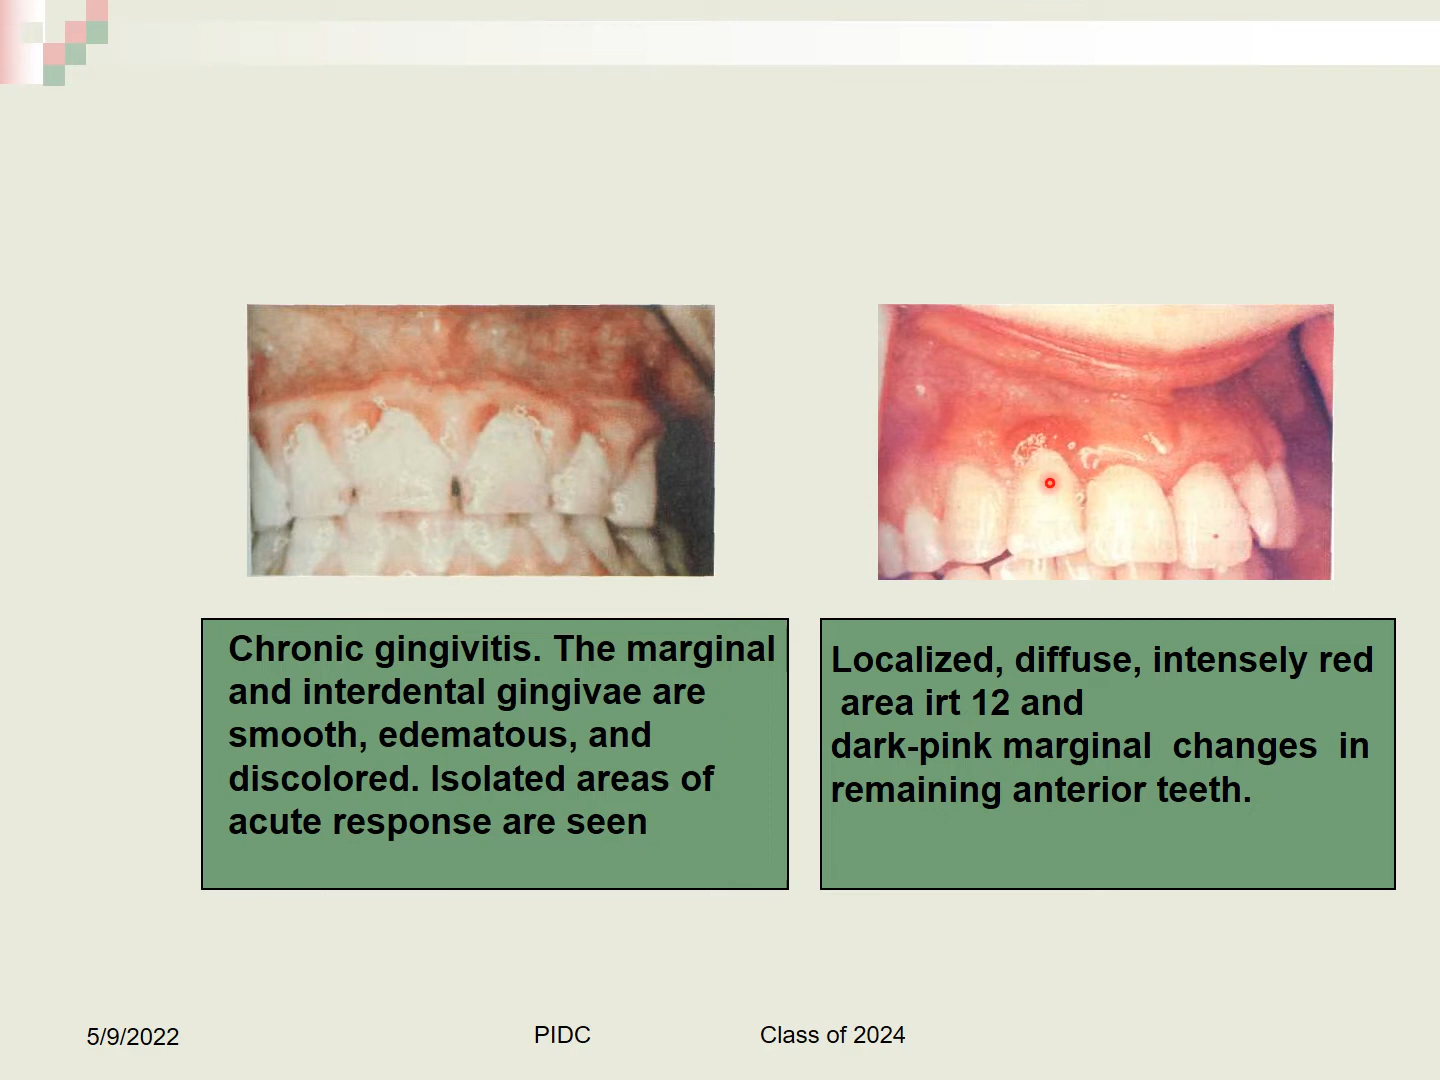 Chronic gingivitis. The marginal
and interdental gingivae are
smooth, edematous, and
discolored. Isolated areas of
acute response are seen
Localized, diffuse, intensely red
area irt 12 and
dark-pink marginal changes in
remaining anterior teeth.
5/9/2022
PIDC
Class of 2024